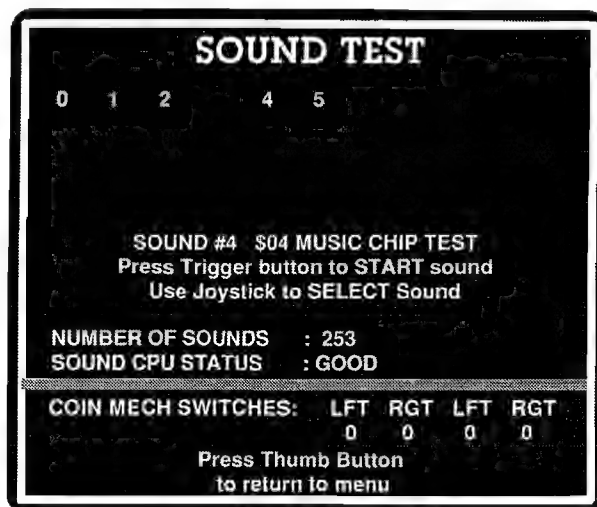 SOUND TEST
0 1 2 4 5
SOUND #4 $04 MUSIC CHIP TEST
Press Trigger button to START sound
Use Joystick to SELECT Sound
NUMBER OF SOUNDS : 253
SOUND CPU STATUS : GOOD
COIN MECH SWITCHES: LFT RGT LFT RGT
0 0 0 0
Press Thumb Button
to return to menu